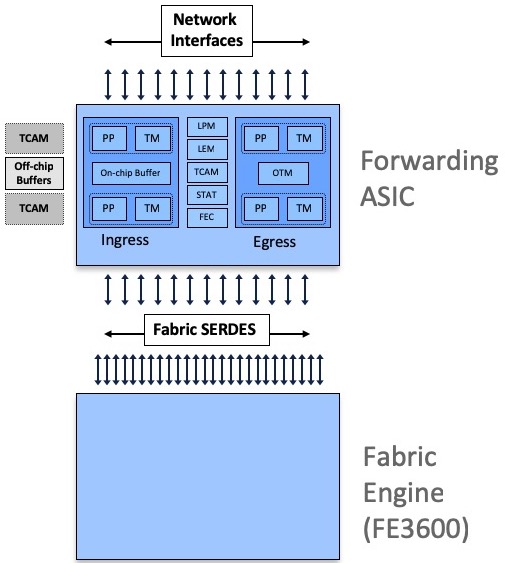 Network
Interfaces
TCAM
Off-chip
Buffers
TCAM
PP
TM
On-chip Buffer
PP
TM
Ingress
LPM
LEM
TCAM
STAT
FEC
PP
TM
OTM
PP
TM
Egress
Forwarding
ASIC
Fabric SERDES
Fabric
Engine
(FE3600)